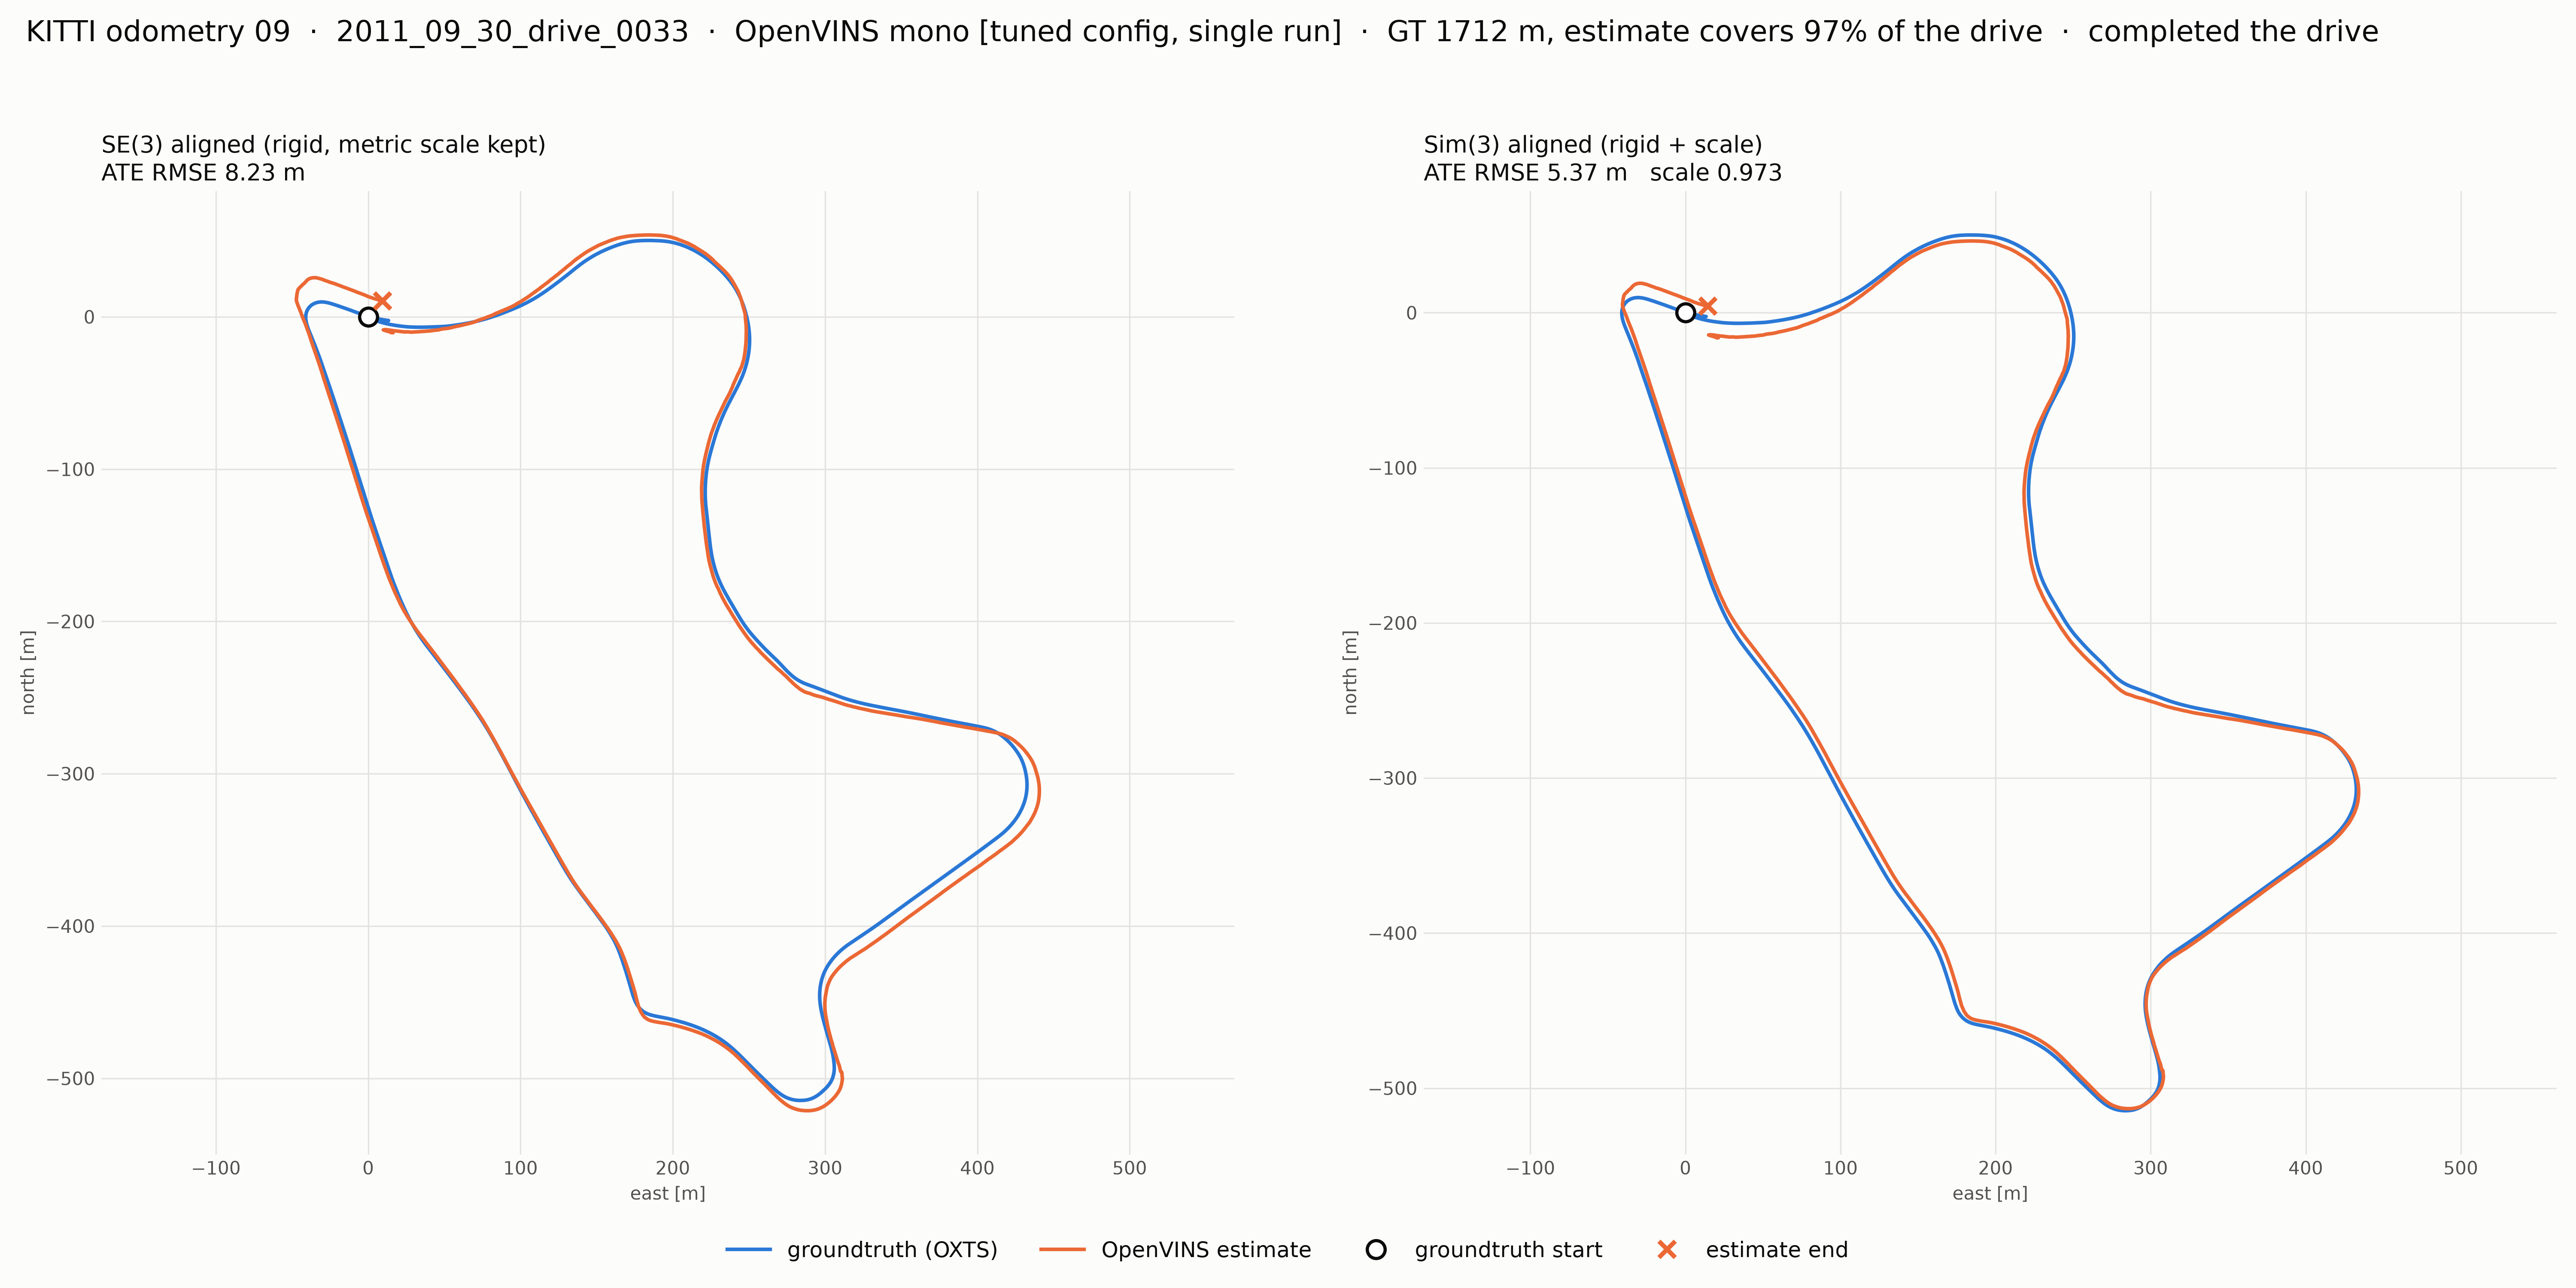 KITTI odometry 09 · 2011_09_30_drive_0033 · OpenVINS mono [tuned config, single run] · GT 1712 m, estimate covers 97% of the drive · completed the drive
SE(3) aligned (rigid, metric scale kept)
ATE RMSE 8.23 m
0
−100
−200
−300
−400
−500
north [m]
−100 0 100 200 300 400 500
east [m]
Sim(3) aligned (rigid + scale)
ATE RMSE 5.37 m scale 0.973
0
−100
−200
−300
−400
−500
north [m]
−100 0 100 200 300 400 500
east [m]
groundtruth (OXTS) OpenVINS estimate groundtruth start estimate end